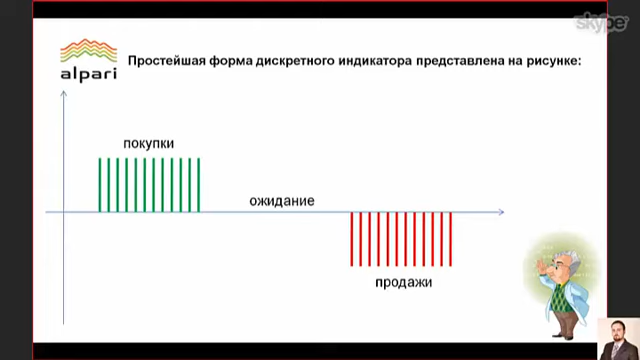 skype
Простейшая форма дискретного индикатора представлена на рисунке:
alpari
покупки
ожидание
продажи